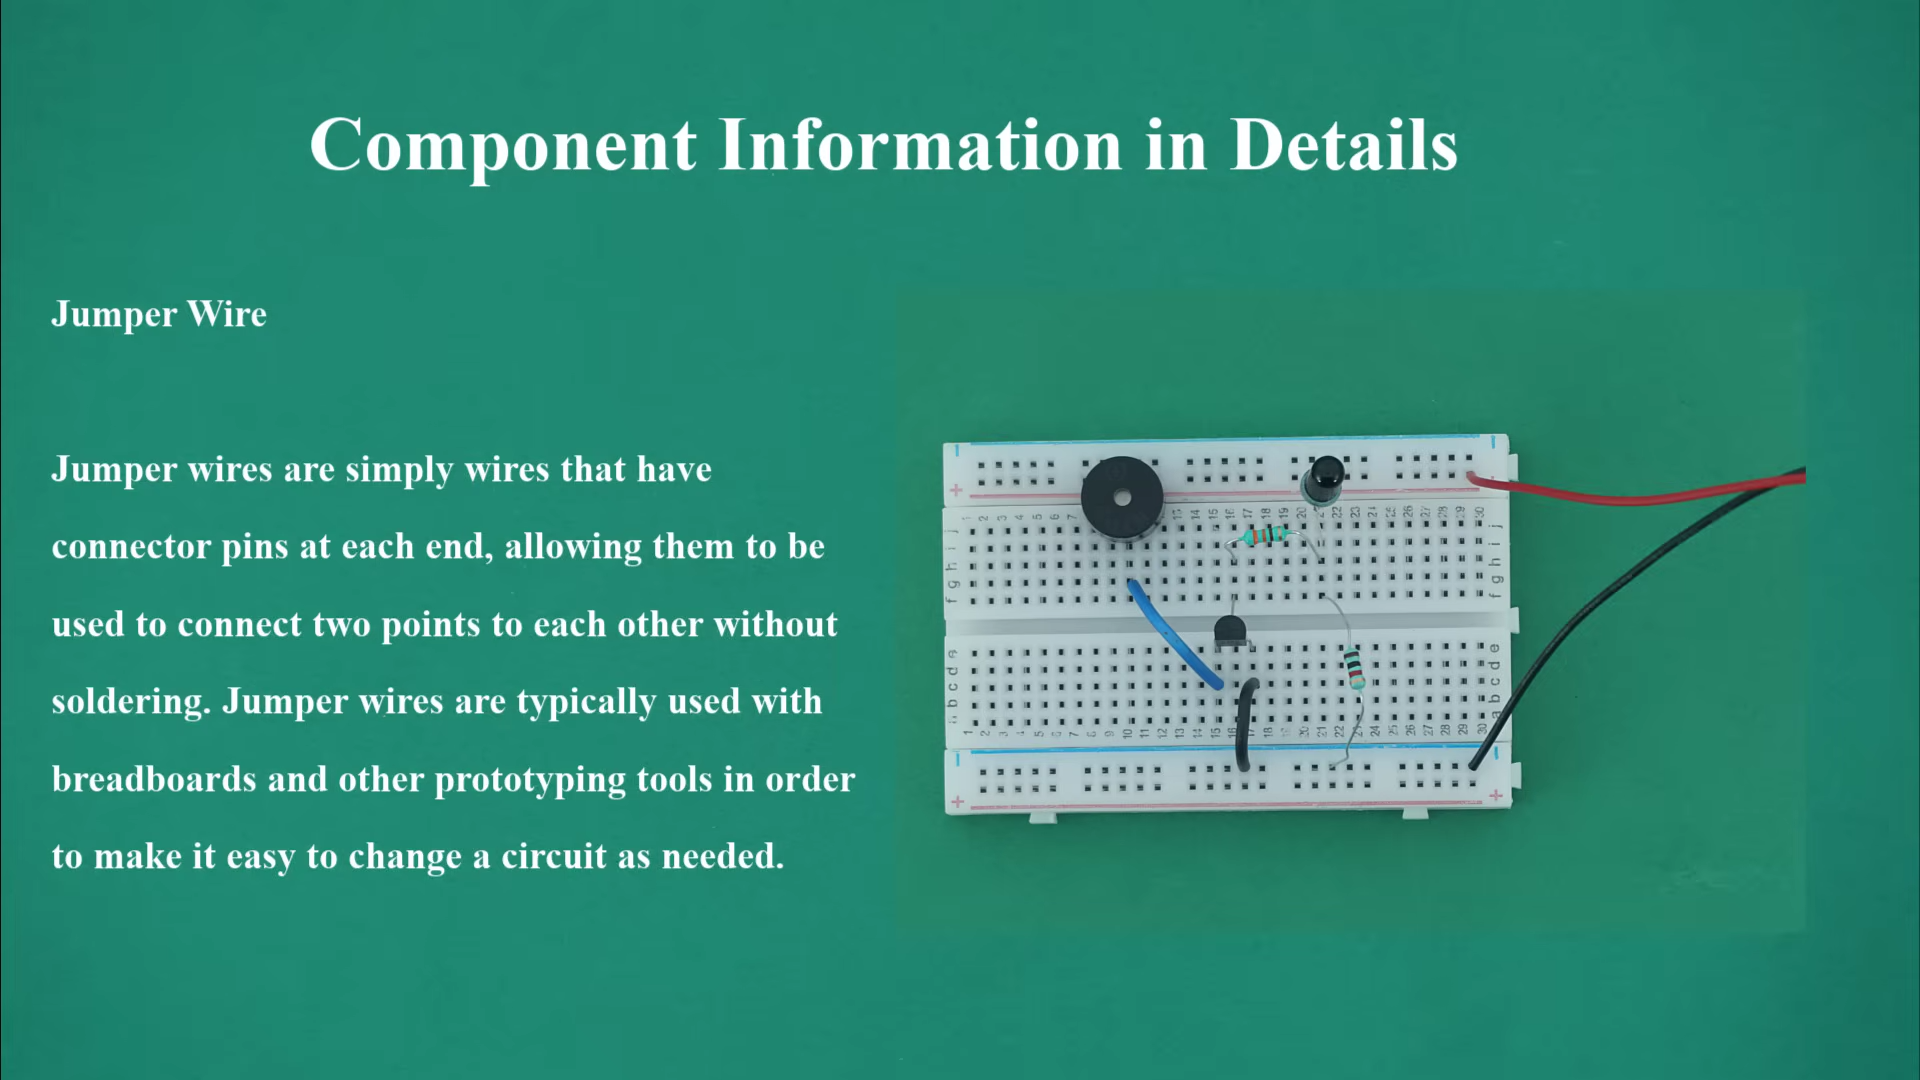 Component Information in Details
Jumper Wire
Jumper wires are simply wires that have
connector pins at each end, allowing them to be
used to connect two points to each other without
soldering. Jumper wires are typically used with
breadboards and other prototyping tools in order
to make it easy to change a circuit as needed.